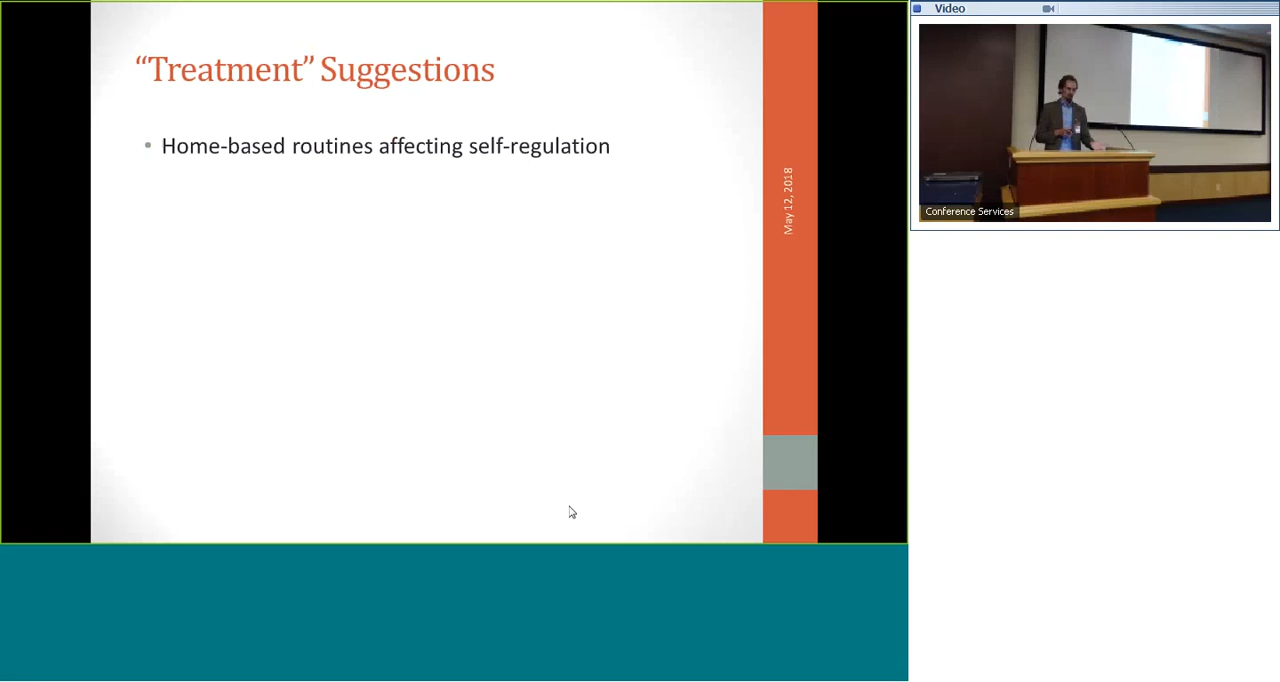 “Treatment” Suggestions
• Home-based routines affecting self-regulation
May 12, 2018
Video
Conference Services